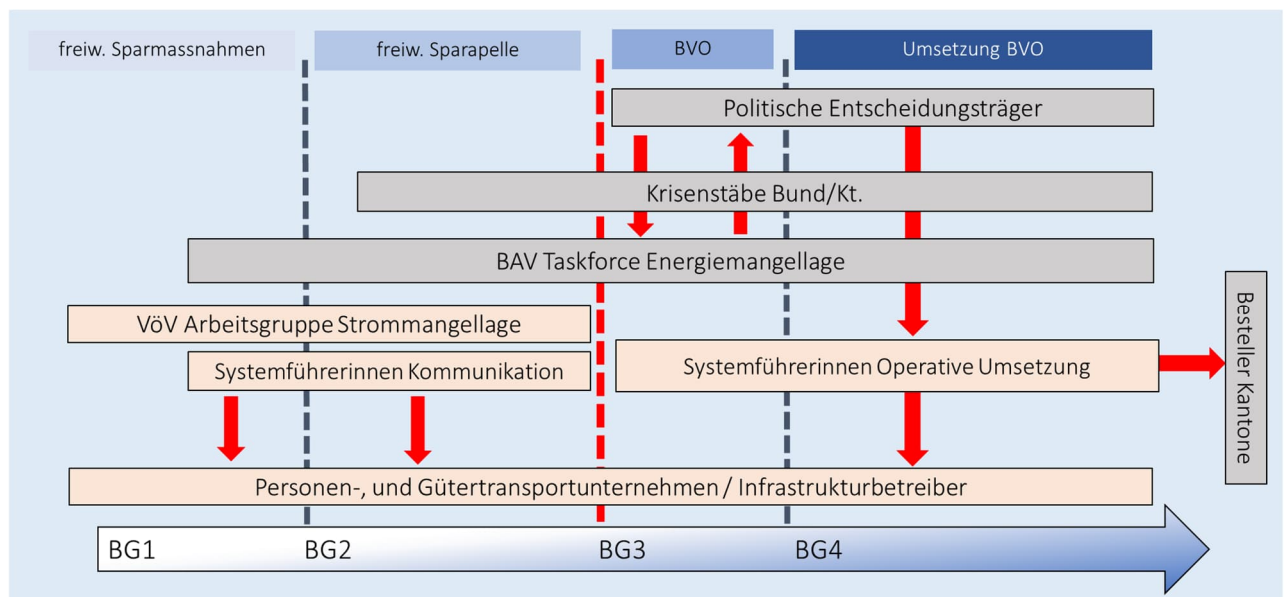 freiw. Sparmassnahmen
freiw. Sparapelle
BVO
Umsetzung BVO
Politische Entscheidungsträger
Krisenstäbe Bund/Kt.
BAV Taskforce Energiemangellage
VöV Arbeitsgruppe Strommangellage
Systemführerinnen Kommunikation
Systemführerinnen Operative Umsetzung
Besteller Kantone
Personen-, und Gütertransportunternehmen / Infrastrukturbetreiber
BG1
BG2
BG3
BG4